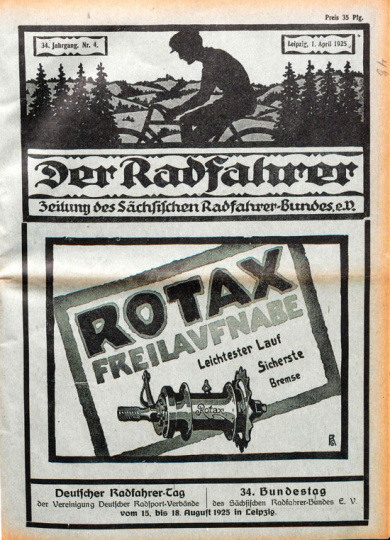 Preis 35 Pfg.
34. Jahrgang. Nr. 4.
Leipzig, 1. April 1925
Der Radfahrer
Zeitung des Sächsischen Radfahrer-Bundes, e.V.
ROTAX
FREILAUFNABE
Leichtester Lauf
Sicherste
Bremse
Rotax
Deutscher Radfahrer-Tag
der Vereinigung Deutscher Radsport-Verbände
34. Bundestag
des Sächsischen Radfahrer-Bundes E. V.
vom 15. bis 18. August 1925 in Leipzig.